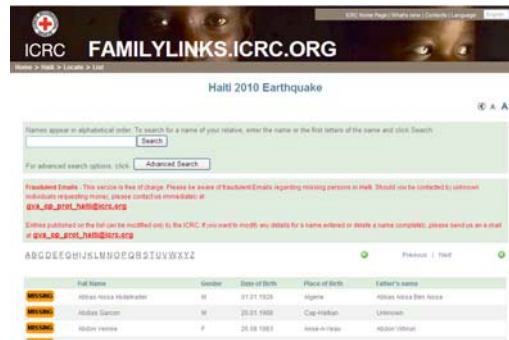 ICRC Home Page | What's new | Contacts | Language English
ICRC FAMILYLINKS.ICRC.ORG
Home > Haiti > Locate > List
Haiti 2010 Earthquake
A A
Names appear in alphabetical order. To search for a name of your relative, enter the name or the first letters of the name and click Search
Search
For advanced search options, click Advanced Search
Fraudulent Emails - This service is free of charge. Please be aware of fraudulent Emails regarding missing persons in Haiti. Should you be contacted by unknown
individuals requesting money, please contact us immediately at
gva_op_prot_haiti@icrc.org
Entries published on the list can be modified only by the ICRC. If you want to modify any details for a name entered or delete a name completely, please send us an e-mail
at gva_op_prot_haiti@icrc.org
A B C D E F G H I J K L M N O P Q R S T U V W X Y Z Previous | Next
Full Name Gender Date of Birth Place of Birth Father's name
MISSING Abbas Aissa Abdelkader M 01.01.1926 Algerie Abbas Aissa Ben Aissa
MISSING Abdias Garcon M 20.01.1988 Cap-Haitian Unknown
MISSING Abdon F 26.08.1983 Anse-a-Veau Abdon